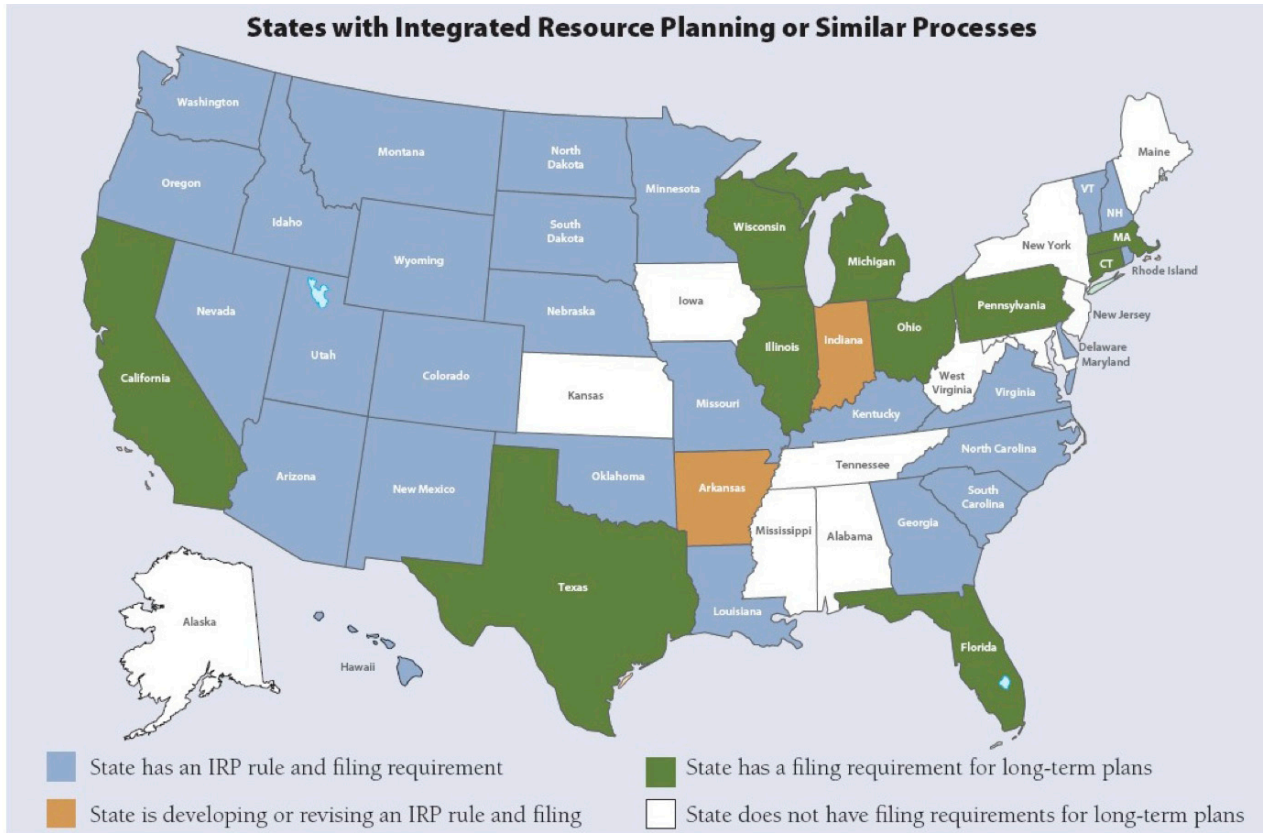 States with Integrated Resource Planning or Similar Processes
Washington
Montana
North
Dakota
Minnesota
Maine
Oregon
Idaho
VT
NH
South
Dakota
Wisconsin
New York
MA
Wyoming
Michigan
CT
Rhode Island
Iowa
Pennsylvania
Nevada
Nebraska
New Jersey
Utah
Illinois
Indiana
Ohio
Delaware
Maryland
California
Colorado
Kansas
Missouri
West
Virginia
Virginia
Kentucky
North Carolina
Tennessee
Arizona
New Mexico
Oklahoma
Arkansas
South
Carolina
Mississippi
Alabama
Georgia
Texas
Louisiana
Alaska
Hawaii
Florida
State has an IRP rule and filing requirement
State has a filing requirement for long-term plans
State is developing or revising an IRP rule and filing
State does not have filing requirements for long-term plans